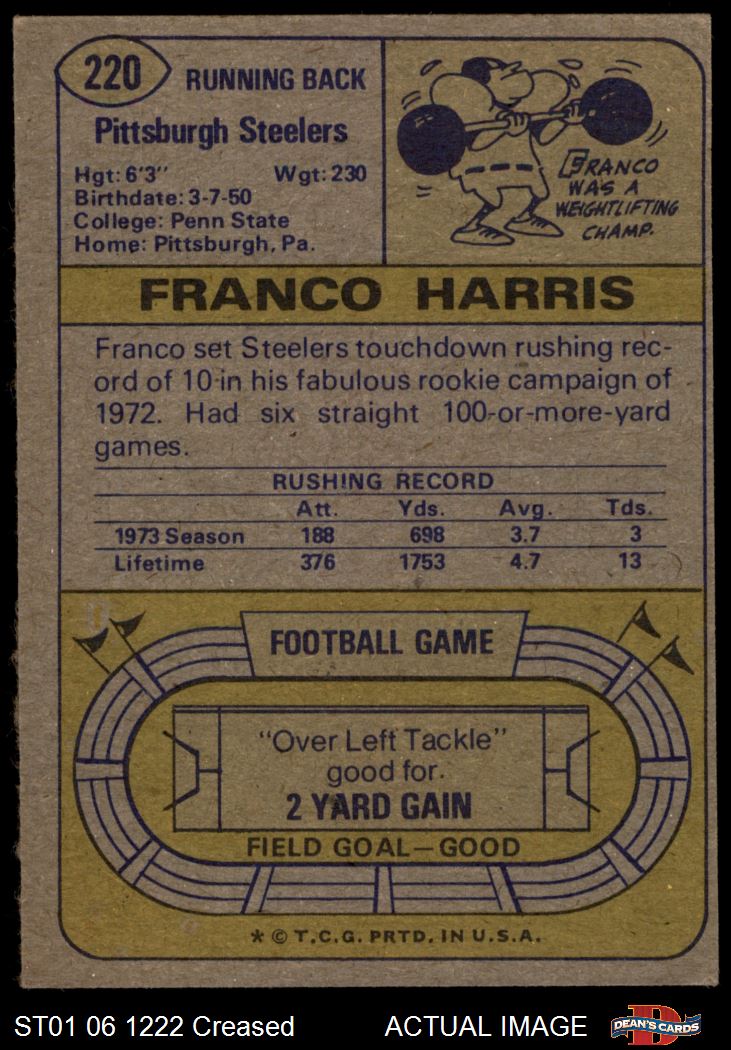 220 RUNNING BACK
Pittsburgh Steelers
Hgt: 6'3" Wgt: 230
Birthdate: 3-7-50
College: Penn State
Home: Pittsburgh, Pa.
FRANCO
WAS A
WEIGHTLIFTING
CHAMP.
FRANCO HARRIS
Franco set Steelers touchdown rushing rec-
ord of 10 in his fabulous rookie campaign of
1972. Had six straight 100-or-more-yard
games.
RUSHING RECORD
Att. Yds. Avg. Tds.
1973 Season 188 698 3.7 3
Lifetime 376 1753 4.7 13
FOOTBALL GAME
"Over Left Tackle"
good for
2 YARD GAIN
FIELD GOAL—GOOD
* © T.C.G. PRTD. IN U.S.A.
ST01 06 1222 Creased ACTUAL IMAGE
DEAN'S CARDS